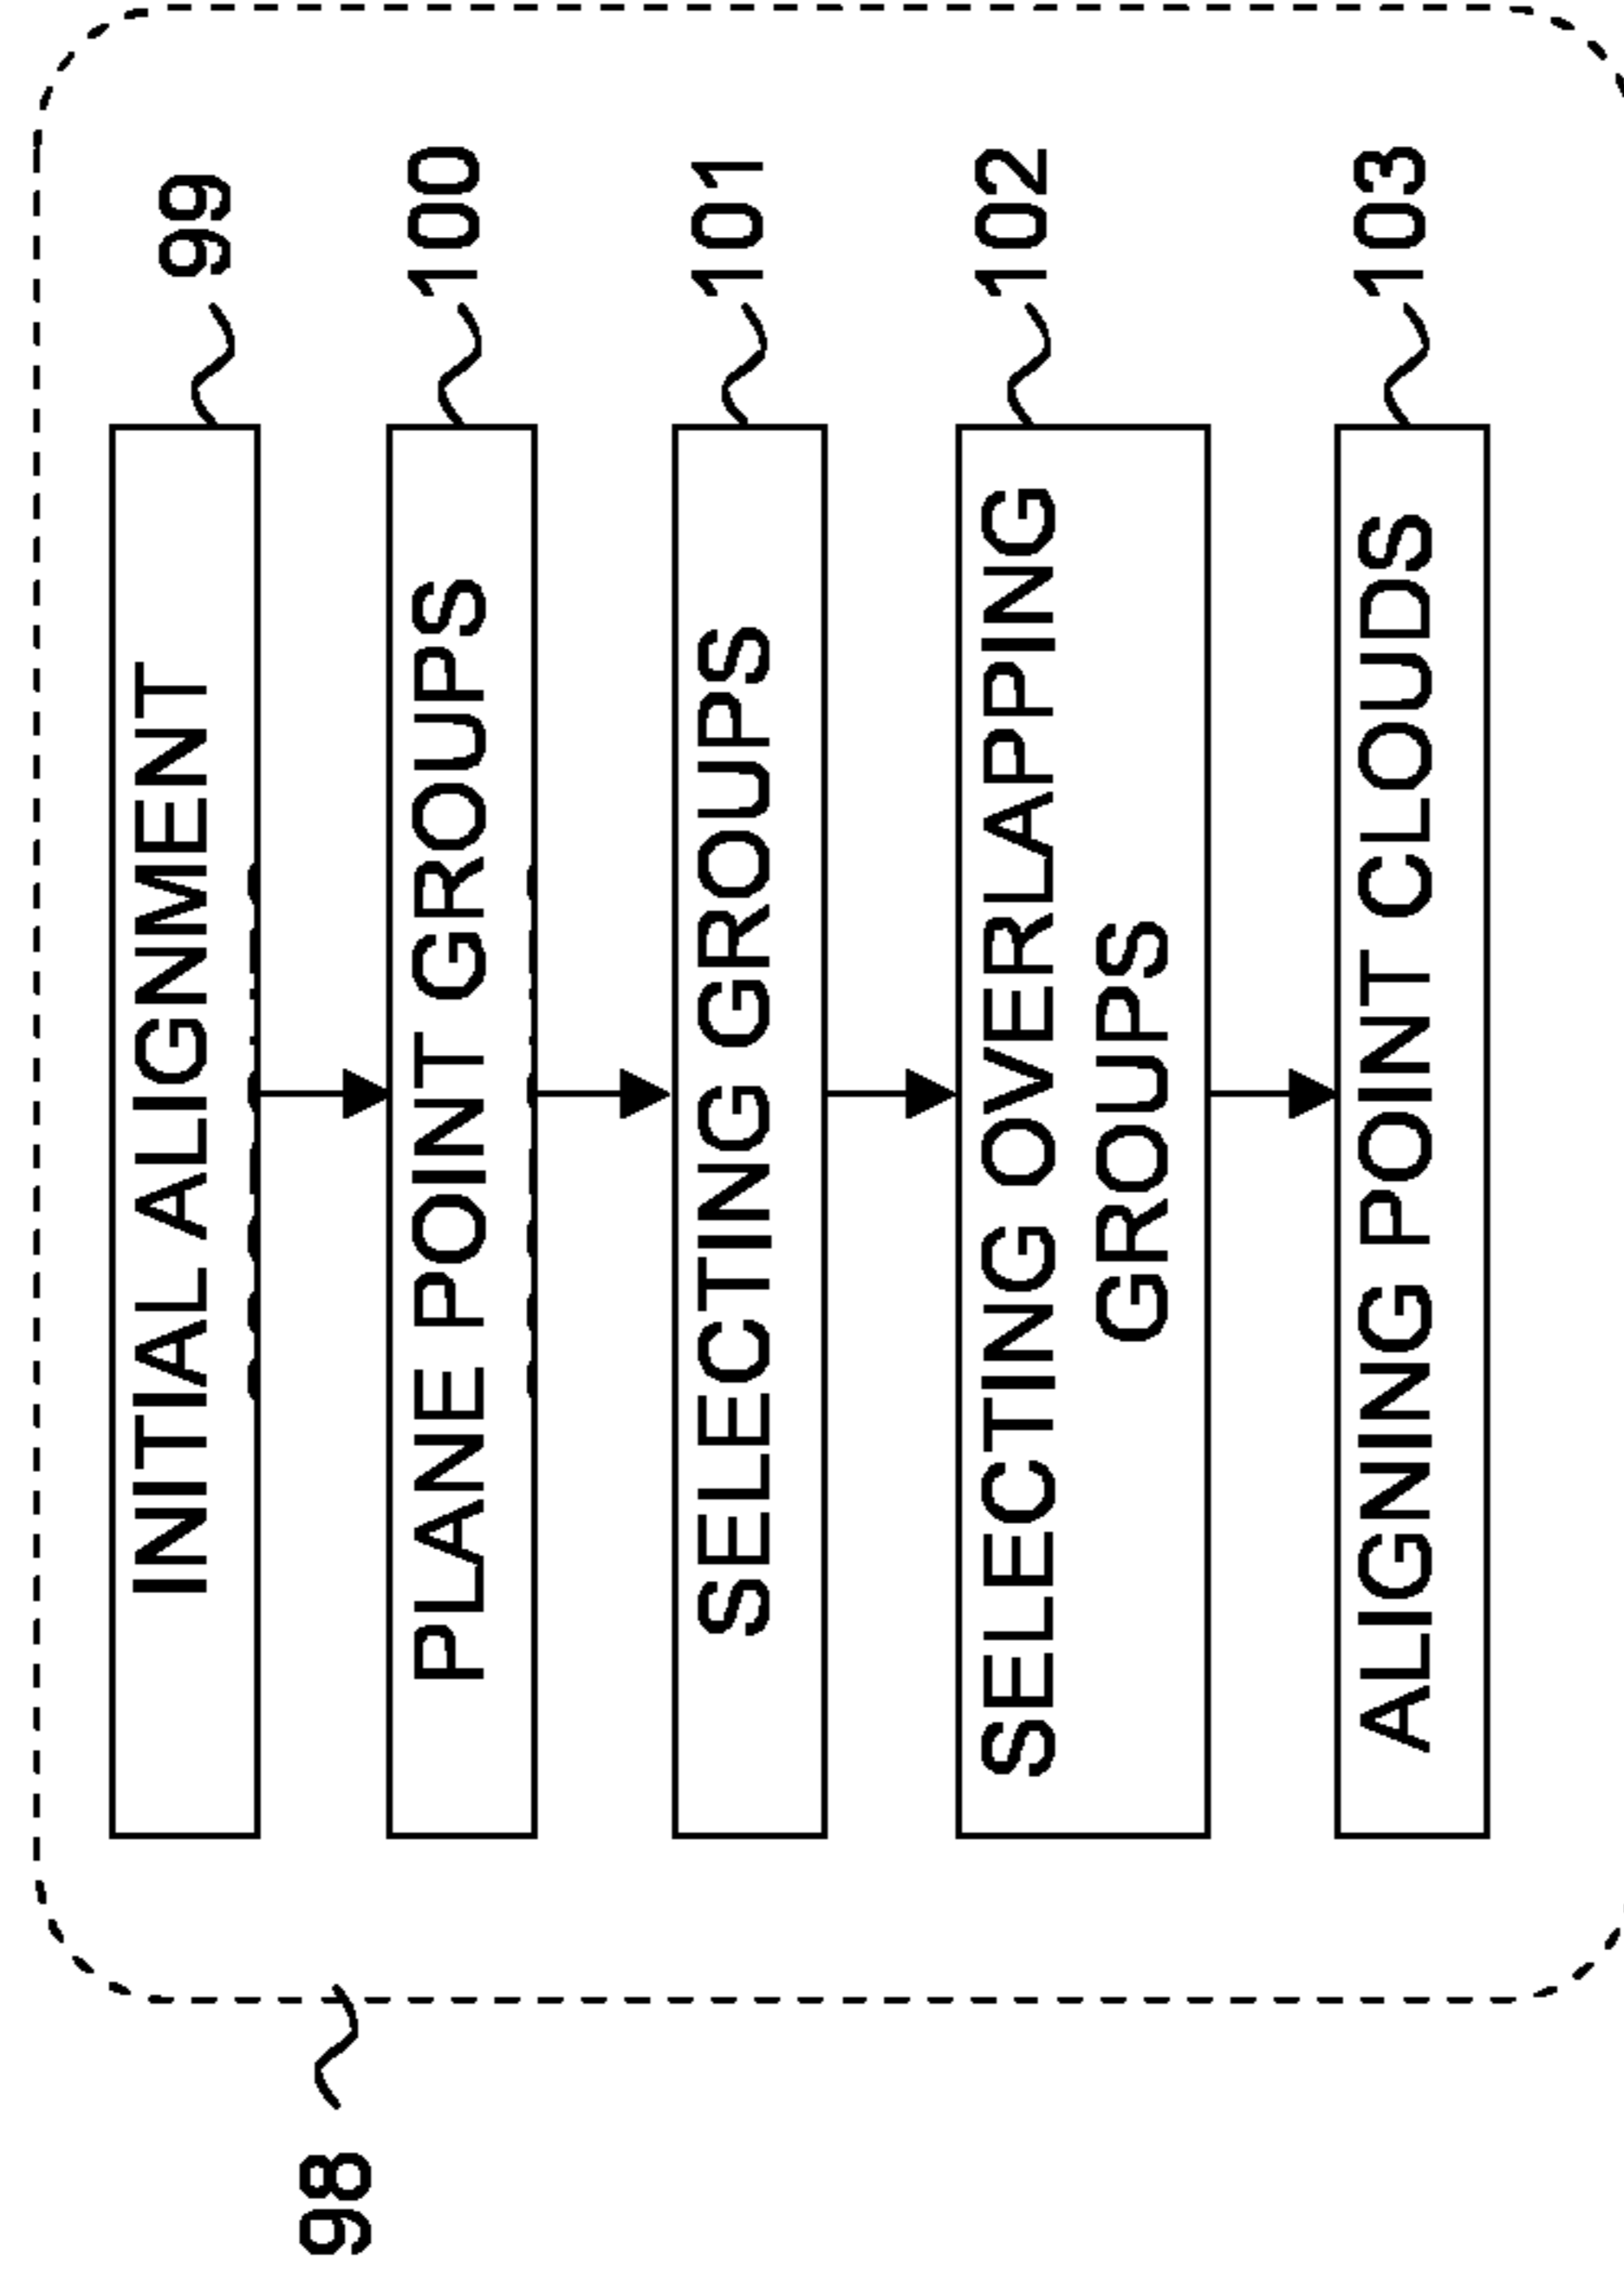 98
INITIAL ALIGNMENT
99
PLANE POINT GROUPS
100
SELECTING GROUPS
101
SELECTING OVERLAPPING
GROUPS
102
ALIGNING POINT CLOUDS
103